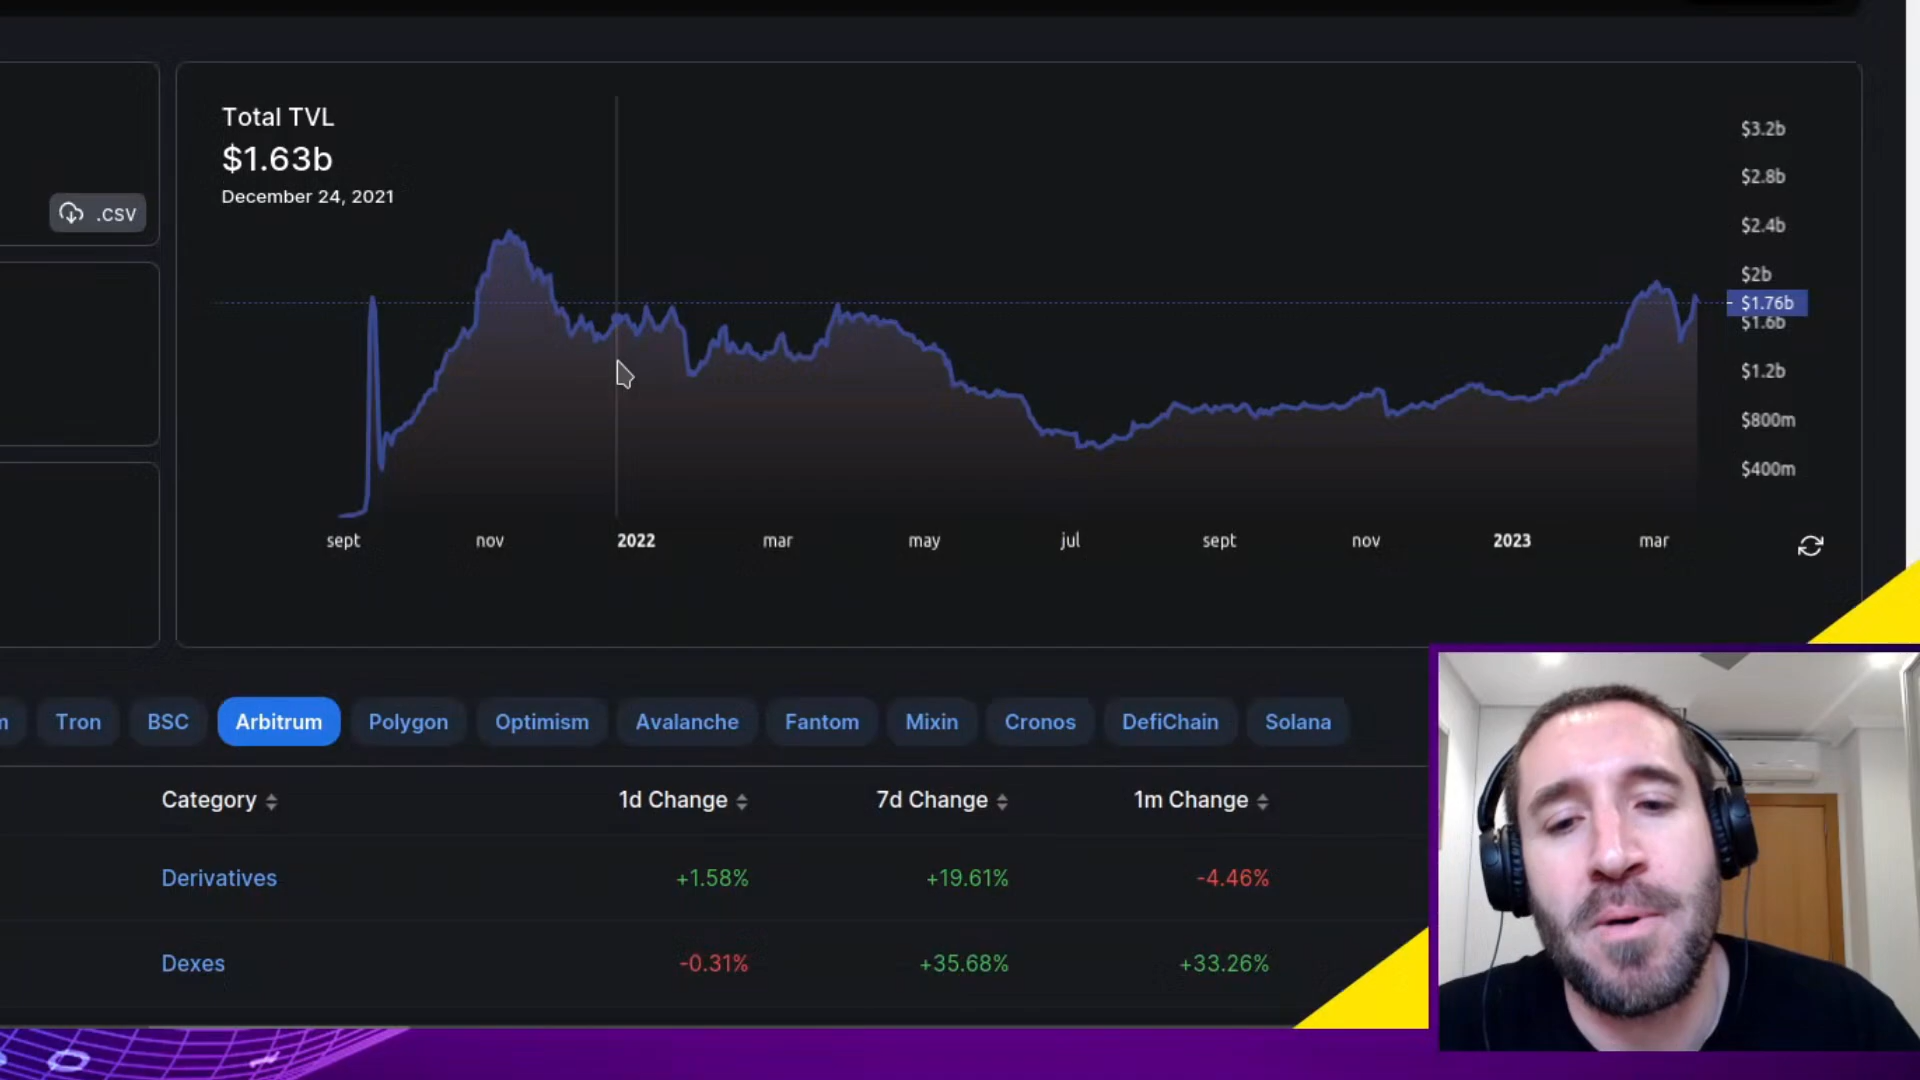 Total TVL
$1.63b
December 24, 2021
.csv
$3.2b
$2.8b
$2.4b
$2b
$1.76b
$1.6b
$1.2b
$800m
$400m
sept nov 2022 mar may jul sept nov 2023 mar
m Tron BSC Arbitrum Polygon Optimism Avalanche Fantom Mixin Cronos DefiChain Solana
Category 1d Change 7d Change 1m Change
Derivatives +1.58% +19.61% -4.46%
Dexes -0.31% +35.68% +33.26%